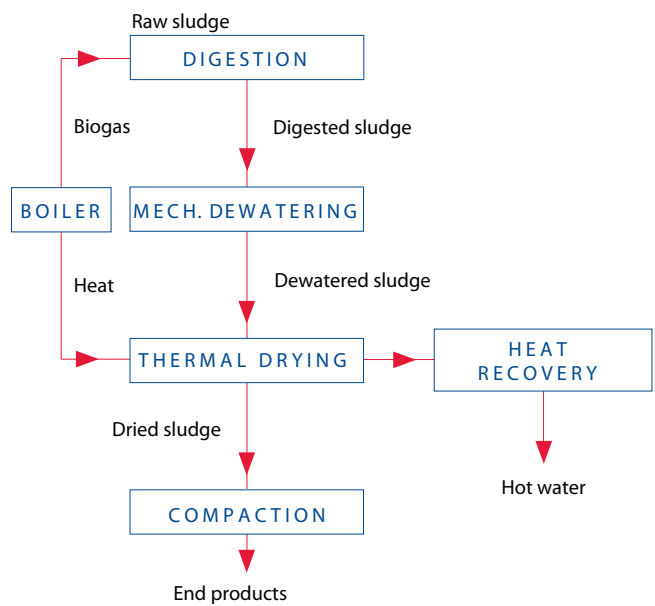 Raw sludge
DIGESTION
Biogas
Digested sludge
BOILER
MECH. DEWATERING
Heat
Dewatered sludge
THERMAL DRYING
HEAT
RECOVERY
Dried sludge
Hot water
COMPACTION
End products